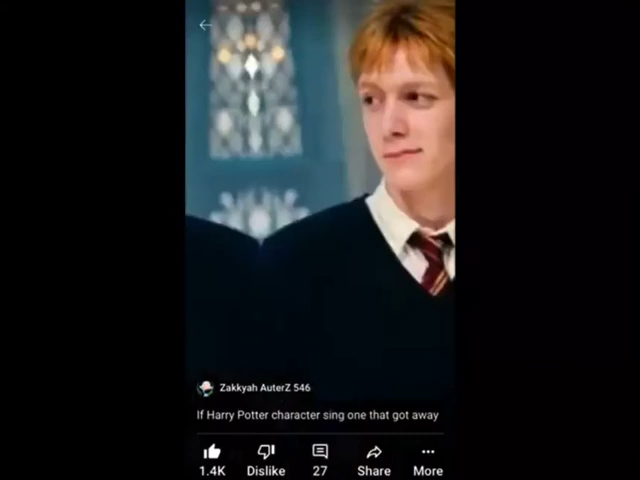 Zakkyah AuterZ 546
If Harry Potter character sing one that got away
1.4K Dislike 27 Share More